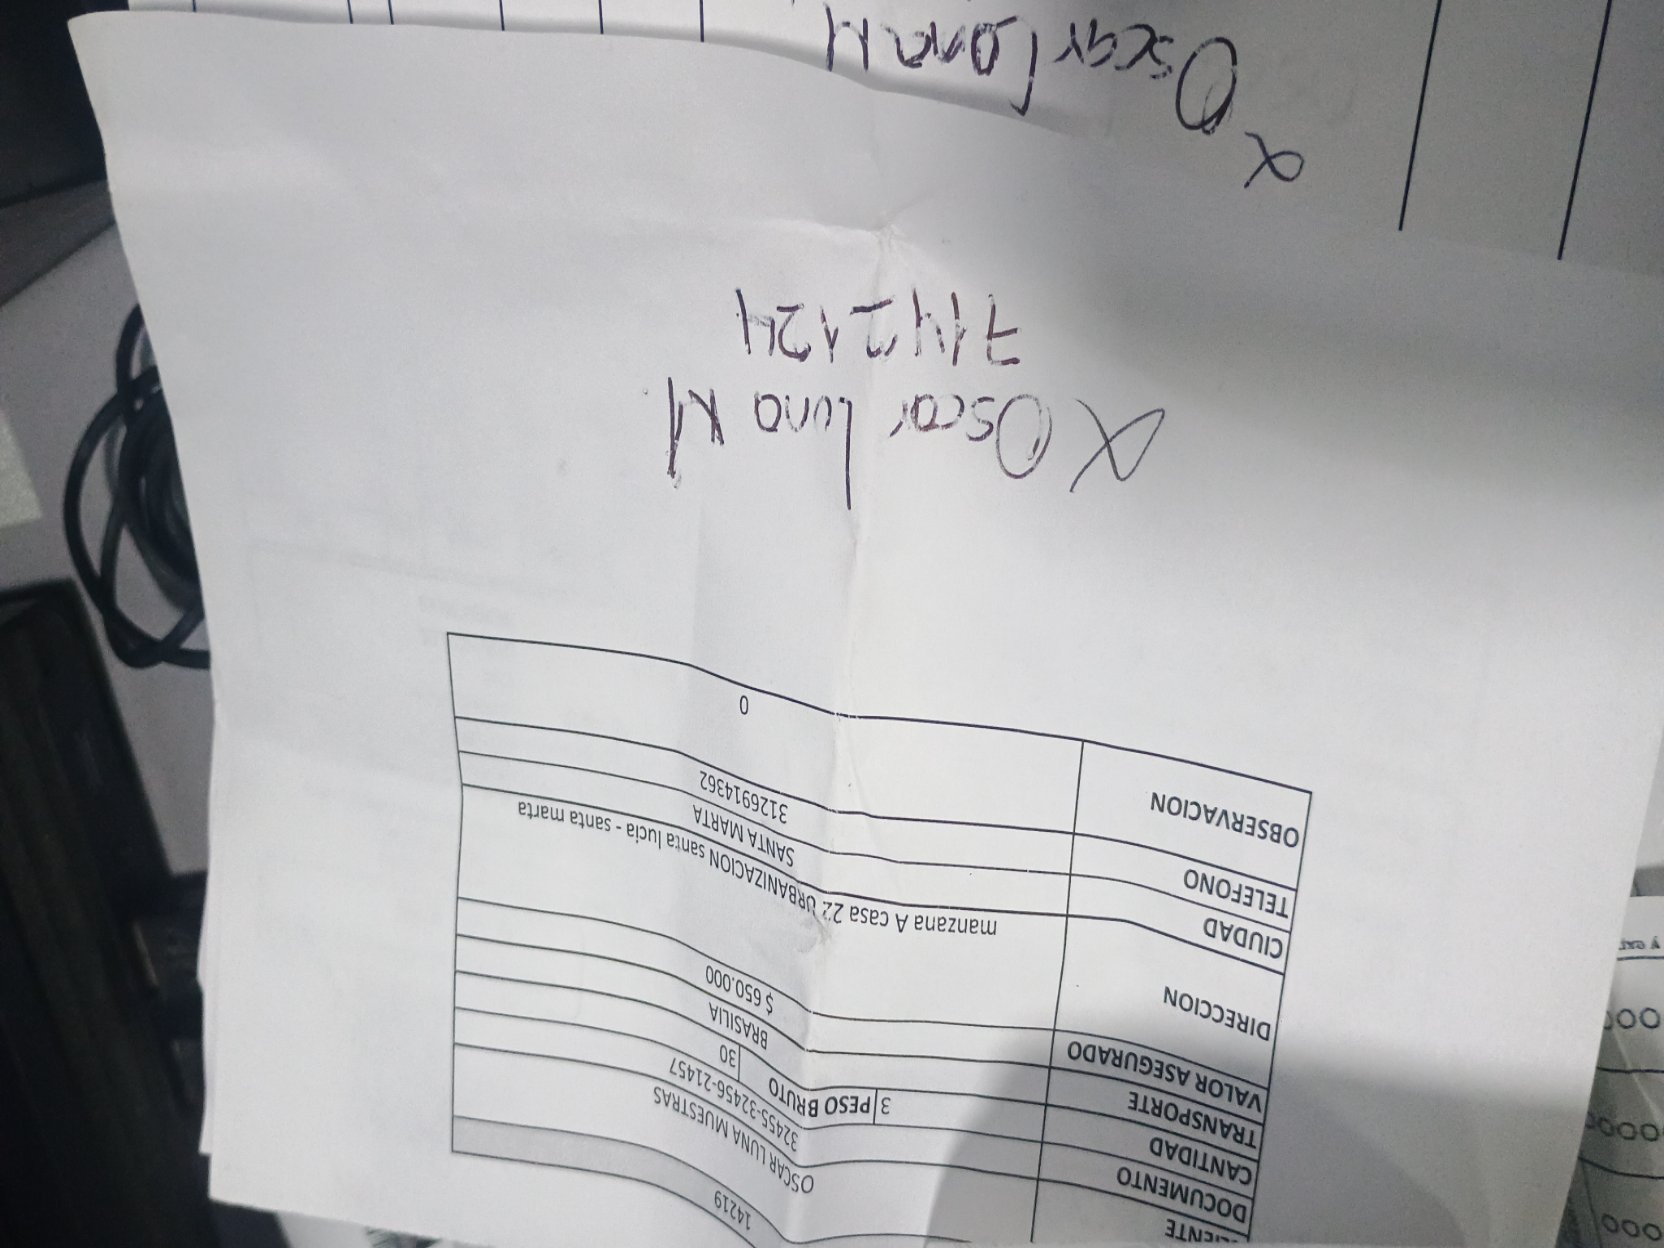 14219
CLIENTE OSCAR LUNA MUESTRAS
DOCUMENTO 32455-32456-21457
CANTIDAD 3 PESO BRUTO 30
TRANSPORTE BRASILIA
VALOR ASEGURADO $ 650.000
DIRECCION manzana A casa 22 URBANIZACION santa lucia - santa marta
CIUDAD SANTA MARTA
TELEFONO 3126914362
OBSERVACION 0
X Oscar Luna M
7142124
X Oscar Luna M